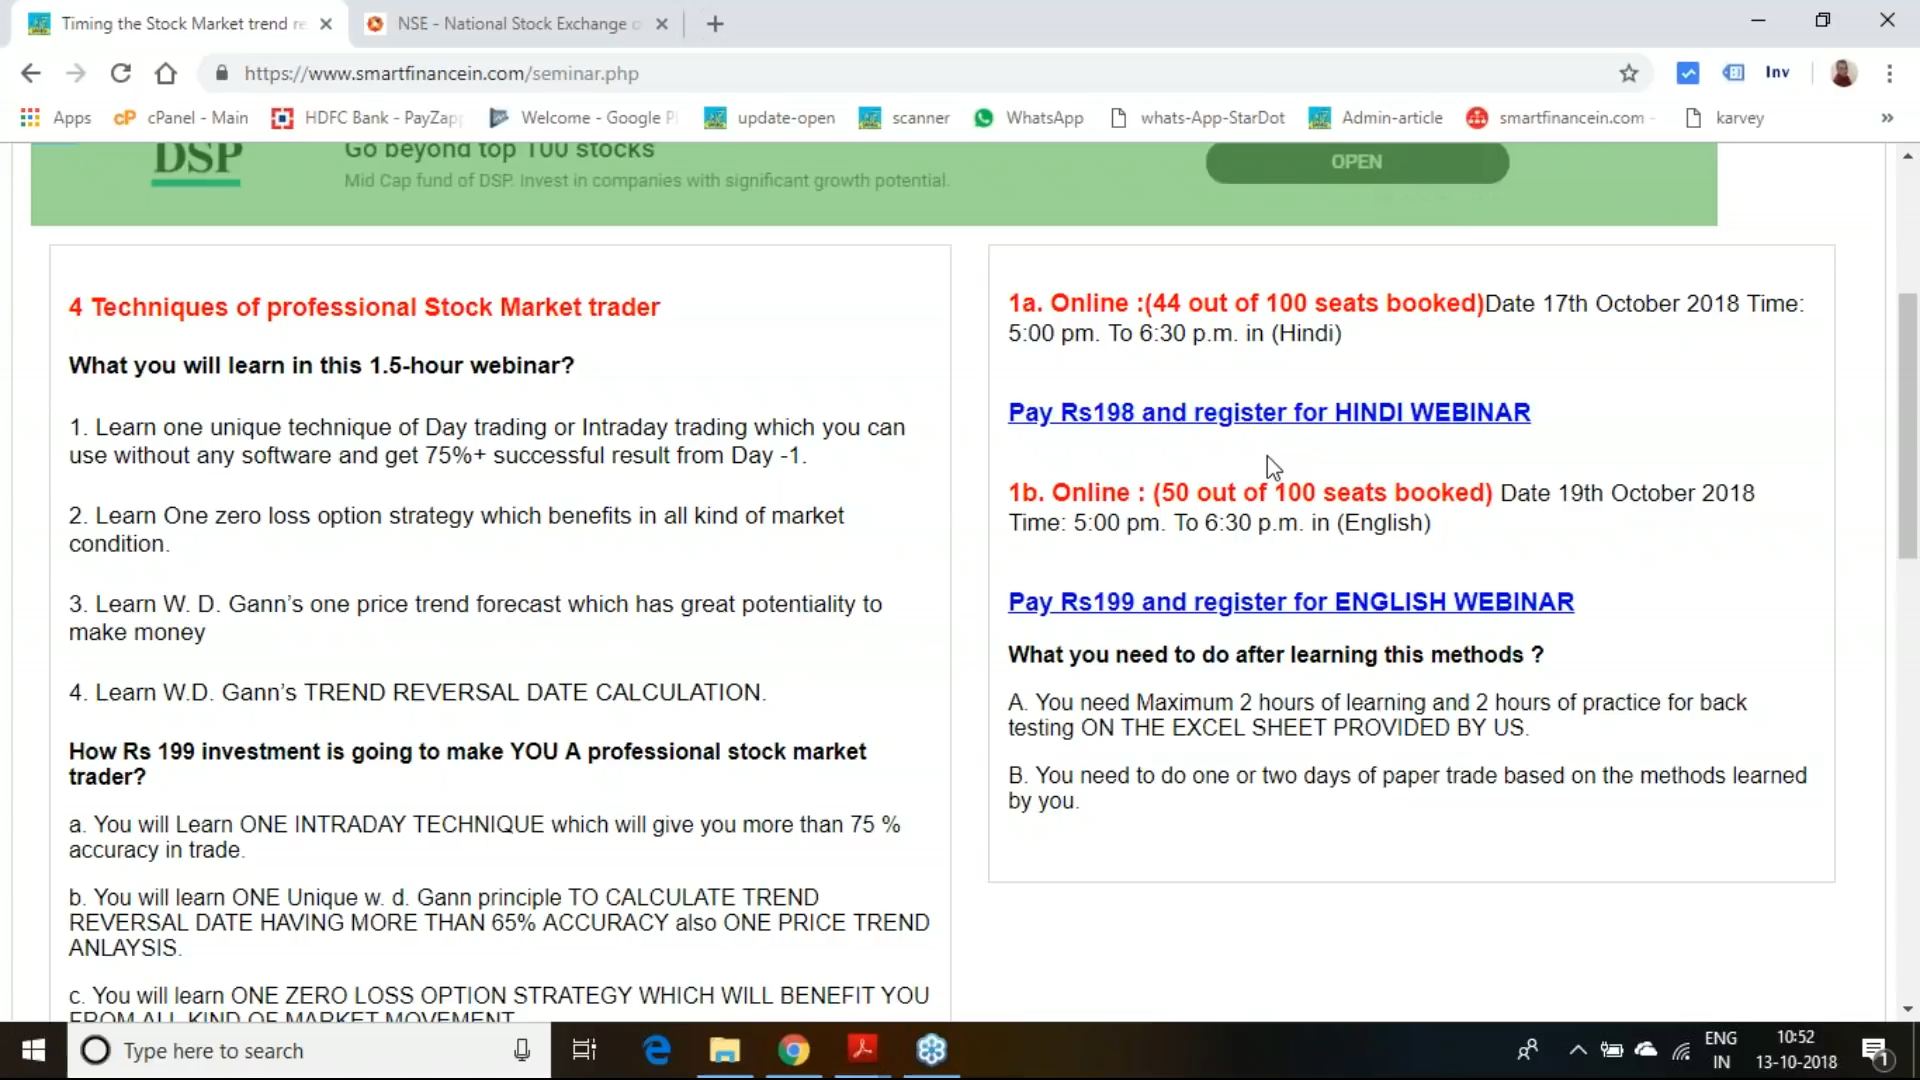 Timing the Stock Market trend re
NSE - National Stock Exchange o
https://www.smartfinancein.com/seminar.php
Inv
Apps
cPanel - Main
HDFC Bank - PayZapp
Welcome - Google Pl
update-open
scanner
WhatsApp
whats-App-StarDot
Admin-article
smartfinancein.com -
karvey
»
DSP
Go beyond top 100 stocks
Mid Cap fund of DSP. Invest in companies with significant growth potential.
OPEN
4 Techniques of professional Stock Market trader
What you will learn in this 1.5-hour webinar?
1. Learn one unique technique of Day trading or Intraday trading which you can
use without any software and get 75%+ successful result from Day -1.
2. Learn One zero loss option strategy which benefits in all kind of market
condition.
3. Learn W. D. Gann’s one price trend forecast which has great potentiality to
make money
4. Learn W.D. Gann’s TREND REVERSAL DATE CALCULATION.
How Rs 199 investment is going to make YOU A professional stock market
trader?
a. You will Learn ONE INTRADAY TECHNIQUE which will give you more than 75 %
accuracy in trade.
b. You will learn ONE Unique w. d. Gann principle TO CALCULATE TREND
REVERSAL DATE HAVING MORE THAN 65% ACCURACY also ONE PRICE TREND
ANLAYSIS.
c. You will learn ONE ZERO LOSS OPTION STRATEGY WHICH WILL BENEFIT YOU
FROM ALL KIND OF MARKET MOVEMENT
1a. Online :(44 out of 100 seats booked)Date 17th October 2018 Time:
5:00 pm. To 6:30 p.m. in (Hindi)
Pay Rs198 and register for HINDI WEBINAR
1b. Online : (50 out of 100 seats booked) Date 19th October 2018
Time: 5:00 pm. To 6:30 p.m. in (English)
Pay Rs199 and register for ENGLISH WEBINAR
What you need to do after learning this methods ?
A. You need Maximum 2 hours of learning and 2 hours of practice for back
testing ON THE EXCEL SHEET PROVIDED BY US.
B. You need to do one or two days of paper trade based on the methods learned
by you.
Type here to search
ENG
IN
10:52
13-10-2018
1